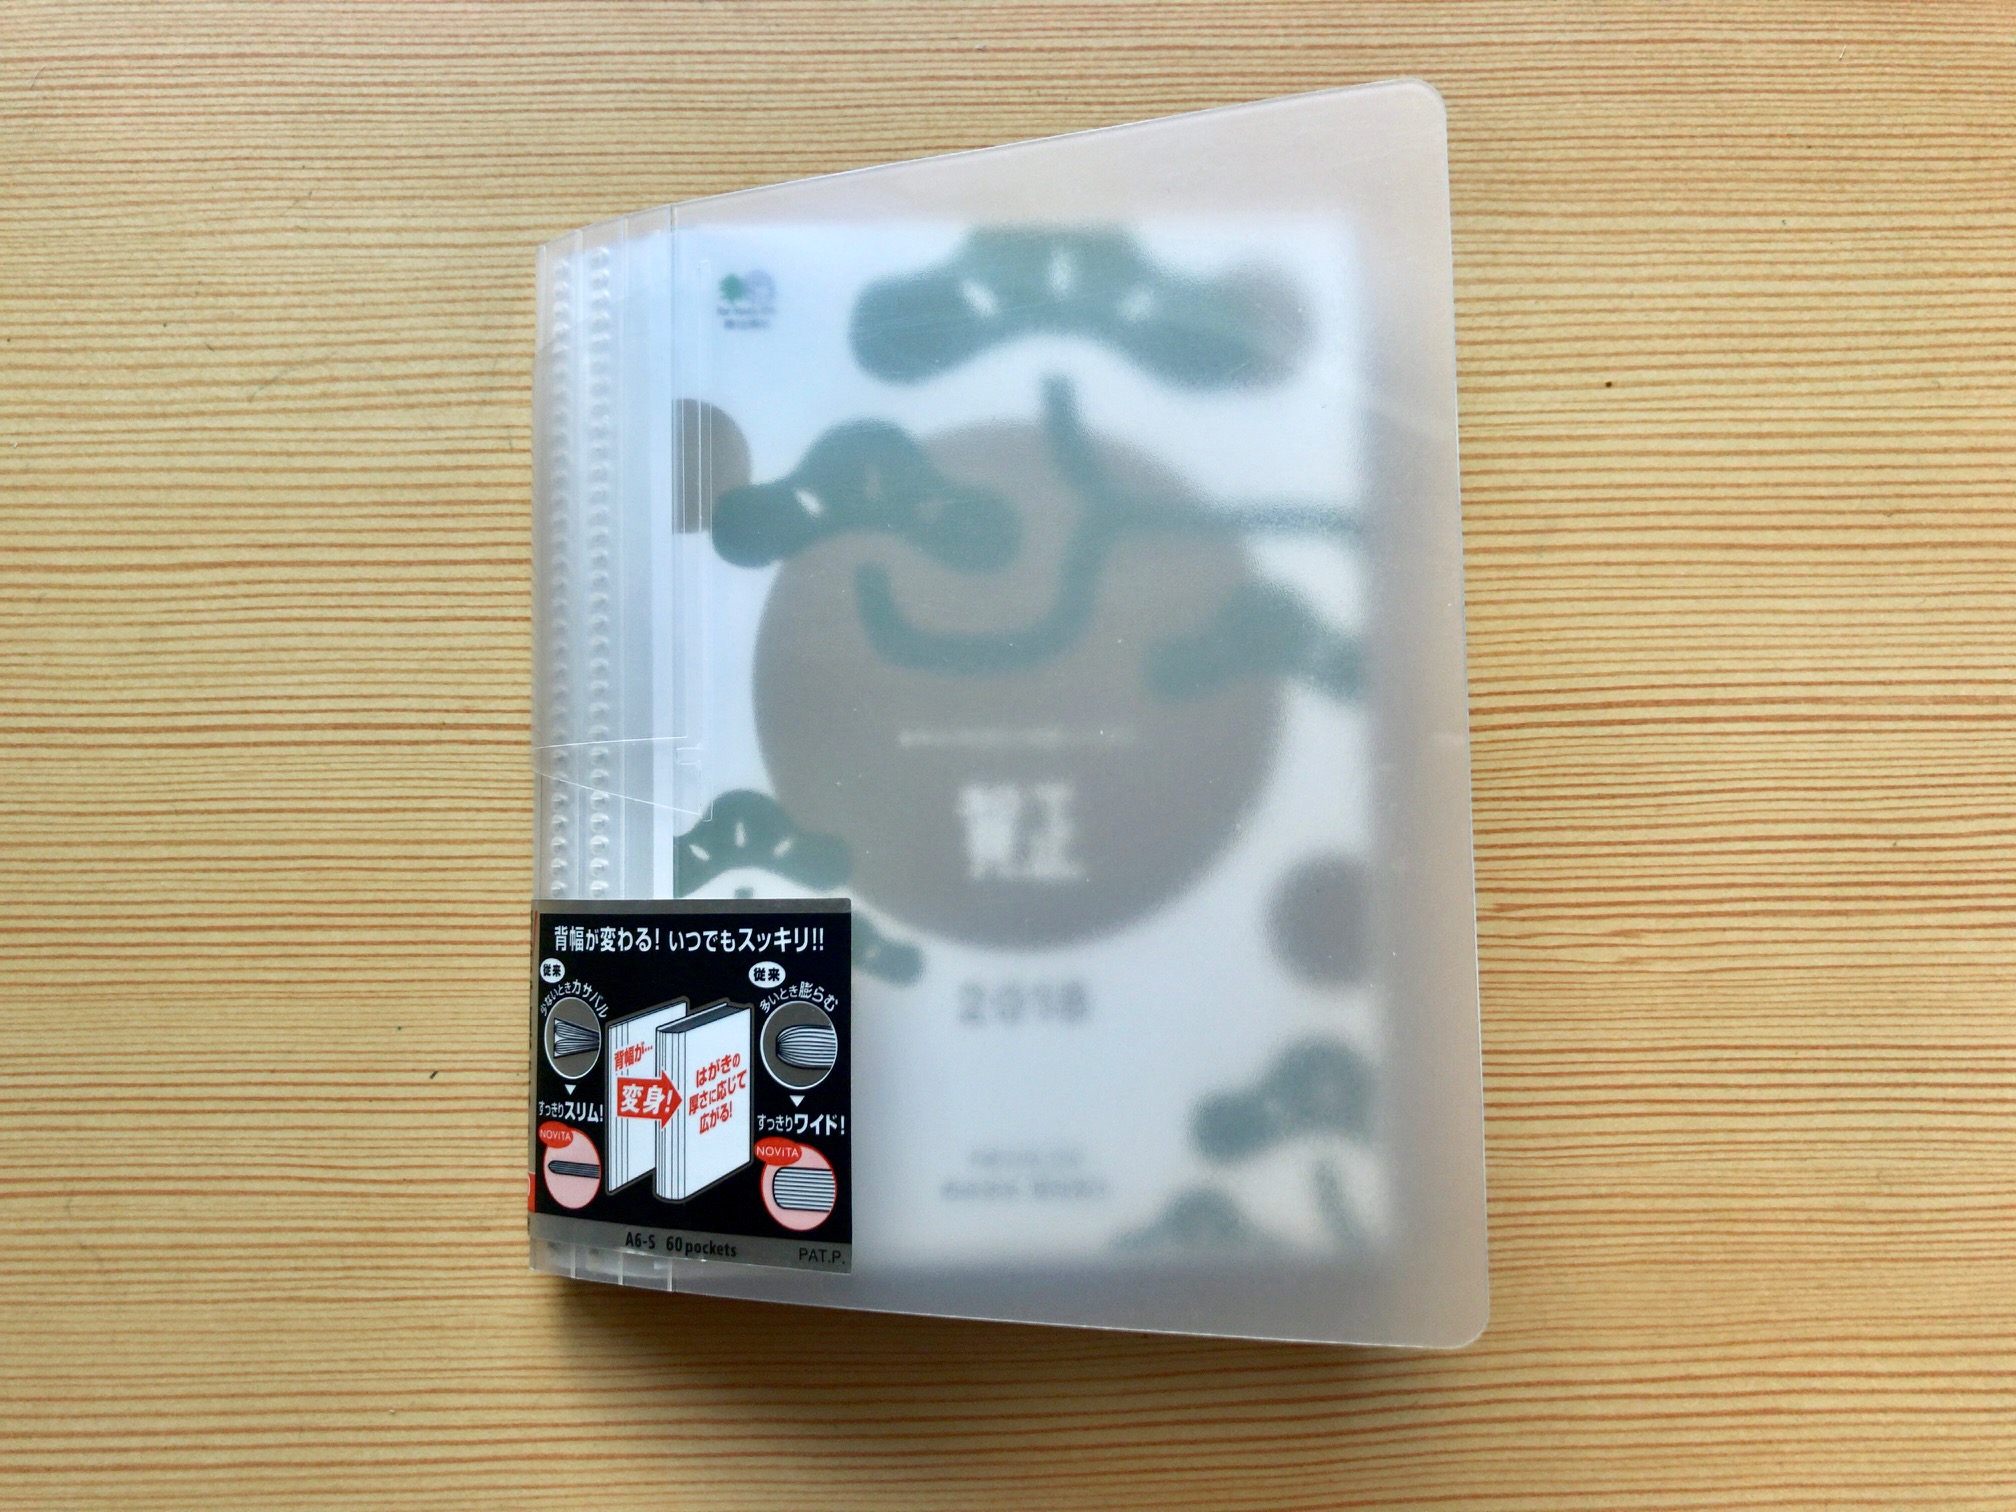 賀正
2018
背幅が変わる! いつでもスッキリ!!
従来
少ないときカサバル
すっきりスリム!
NOViTA
背幅が…
変身!
はがきの
厚さに応じて
広がる!
従来
多いとき膨らむ
すっきりワイド!
NOViTA
A6-S 60pockets
PAT.P.